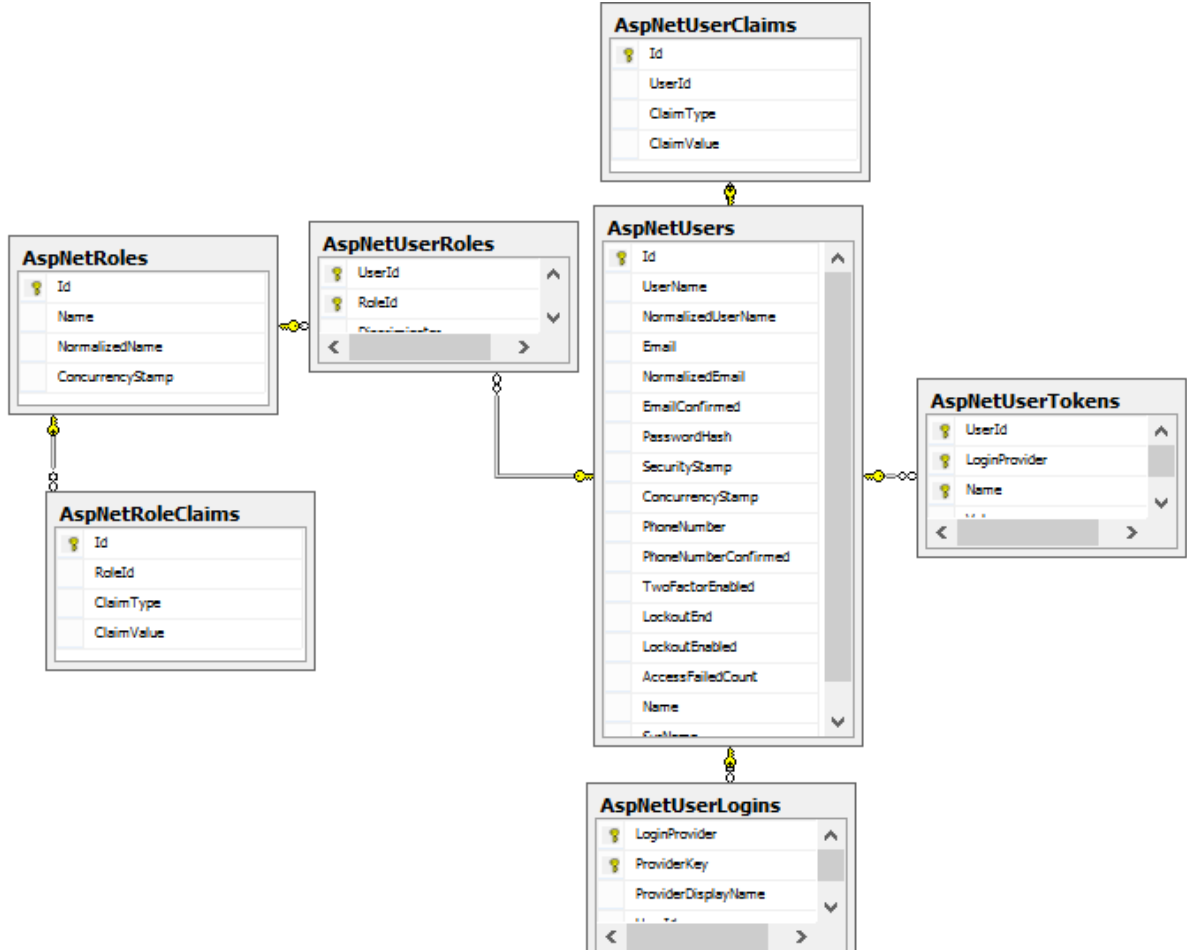 AspNetUserClaims
Id
UserId
ClaimType
ClaimValue
AspNetRoles
Id
Name
NormalizedName
ConcurrencyStamp
AspNetUserRoles
UserId
RoleId
AspNetUsers
Id
UserName
NormalizedUserName
Email
NormalizedEmail
EmailConfirmed
PasswordHash
SecurityStamp
ConcurrencyStamp
PhoneNumber
PhoneNumberConfirmed
TwoFactorEnabled
LockoutEnd
LockoutEnabled
AccessFailedCount
Name
AspNetUserTokens
UserId
LoginProvider
Name
AspNetRoleClaims
Id
RoleId
ClaimType
ClaimValue
AspNetUserLogins
LoginProvider
ProviderKey
ProviderDisplayName